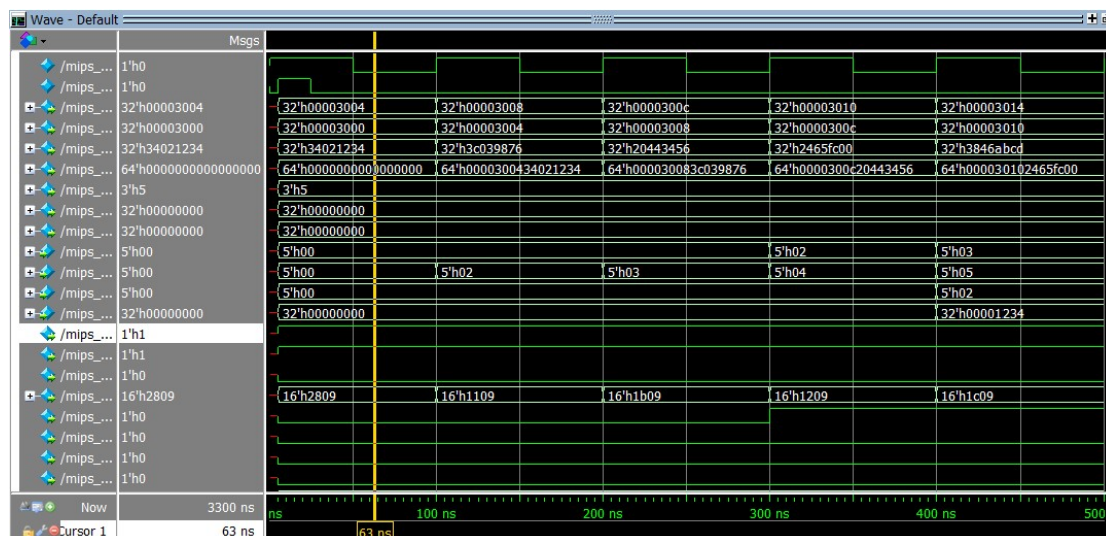 Wave - Default
Msgs
/mips_... 1'h0
/mips_... 1'h0
/mips_... 32'h00003004 32'h00003004 32'h00003008 32'h0000300c 32'h00003010 32'h00003014
/mips_... 32'h00003000 32'h00003000 32'h00003004 32'h00003008 32'h0000300c 32'h00003010
/mips_... 32'h34021234 32'h34021234 32'h3c039876 32'h20443456 32'h2465fc00 32'h3846abcd
/mips_... 64'h0000000000000000 64'h0000000000000000 64'h0000300434021234 64'h000030083c039876 64'h0000300c20443456 64'h000030102465fc00
/mips_... 3'h5 3'h5
/mips_... 32'h00000000 32'h00000000
/mips_... 32'h00000000 32'h00000000
/mips_... 5'h00 5'h00 5'h02 5'h03
/mips_... 5'h00 5'h00 5'h02 5'h03 5'h04 5'h05
/mips_... 5'h00 5'h00 5'h02
/mips_... 32'h00000000 32'h00000000 32'h00001234
/mips_... 1'h1
/mips_... 1'h1
/mips_... 1'h0
/mips_... 16'h2809 16'h2809 16'h1109 16'h1b09 16'h1209 16'h1c09
/mips_... 1'h0
/mips_... 1'h0
/mips_... 1'h0
/mips_... 1'h0
Now 3300 ns ns 100 ns 200 ns 300 ns 400 ns 500
Cursor 1 63 ns 63 ns